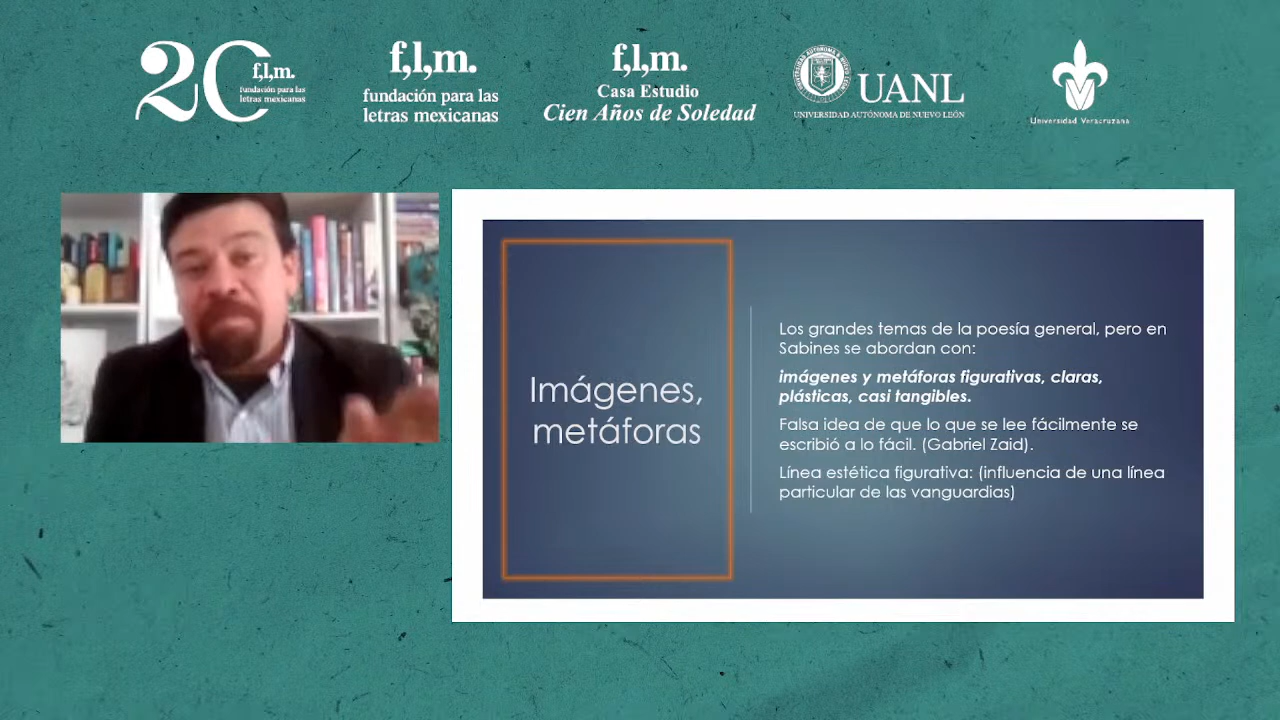 20 f,l,m.
fundación para las
letras mexicanas
f,l,m.
fundación para las
letras mexicanas
f,l,m.
Casa Estudio
Cien Años de Soledad
UANL
UNIVERSIDAD AUTÓNOMA DE NUEVO LEÓN
Universidad Veracruzana
Imágenes,
metáforas
Los grandes temas de la poesía general, pero en
Sabines se abordan con:
imágenes y metáforas figurativas, claras,
plásticas, casi tangibles.
Falsa idea de que lo que se lee fácilmente se
escribió a lo fácil. (Gabriel Zaid).
Línea estética figurativa: (influencia de una línea
particular de las vanguardias)